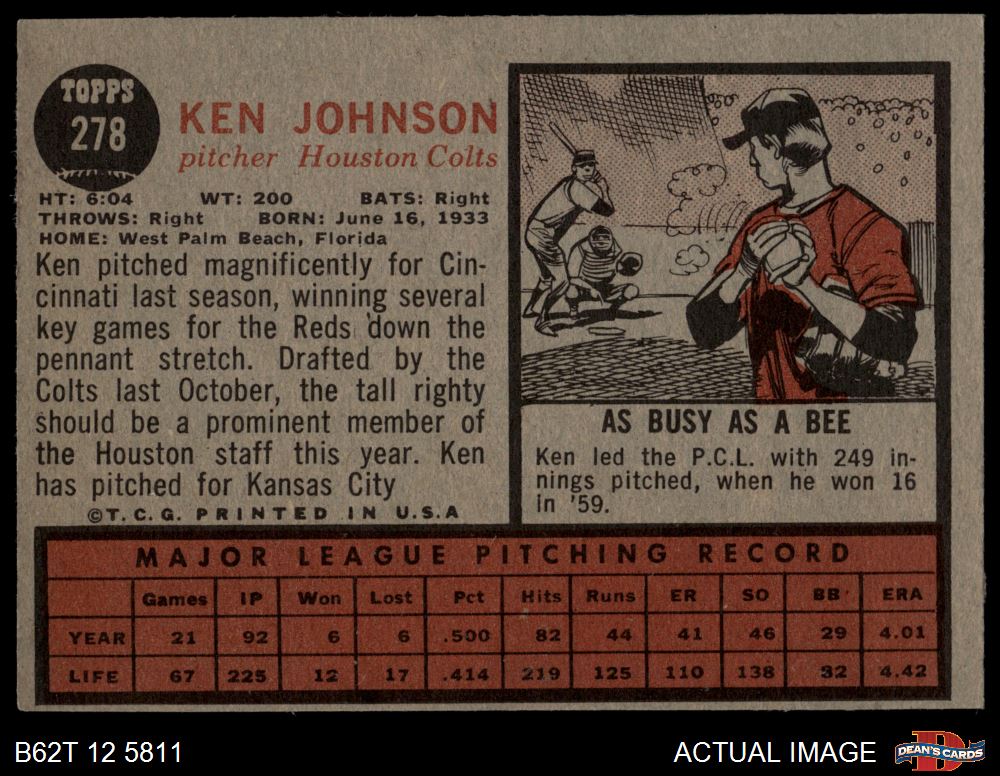 TOPPS
278
KEN JOHNSON
pitcher Houston Colts
HT: 6:04 WT: 200 BATS: Right
THROWS: Right BORN: June 16, 1933
HOME: West Palm Beach, Florida
Ken pitched magnificently for Cin-
cinnati last season, winning several
key games for the Reds down the
pennant stretch. Drafted by the
Colts last October, the tall righty
should be a prominent member of
the Houston staff this year. Ken
has pitched for Kansas City
©T.C.G. PRINTED IN U.S.A
AS BUSY AS A BEE
Ken led the P.C.L. with 249 in-
nings pitched, when he won 16
in '59.
MAJOR LEAGUE PITCHING RECORD
Games IP Won Lost Pct Hits Runs ER SO BB ERA
YEAR 21 92 6 6 .500 82 44 41 46 29 4.01
LIFE 67 225 12 17 .414 219 125 110 138 32 4.42
B62T 12 5811
ACTUAL IMAGE
DEAN'S CARDS